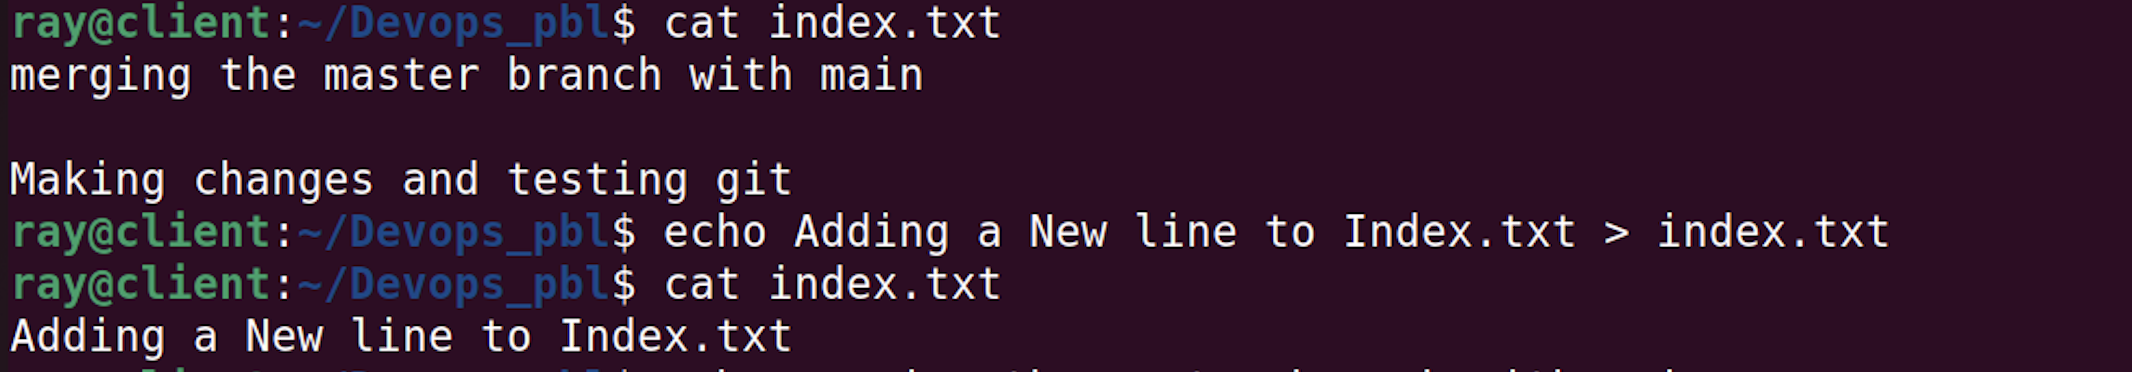 ray@client:~/Devops_pbl$ cat index.txt
merging the master branch with main
Making changes and testing git
ray@client:~/Devops_pbl$ echo Adding a New line to Index.txt > index.txt
ray@client:~/Devops_pbl$ cat index.txt
Adding a New line to Index.txt